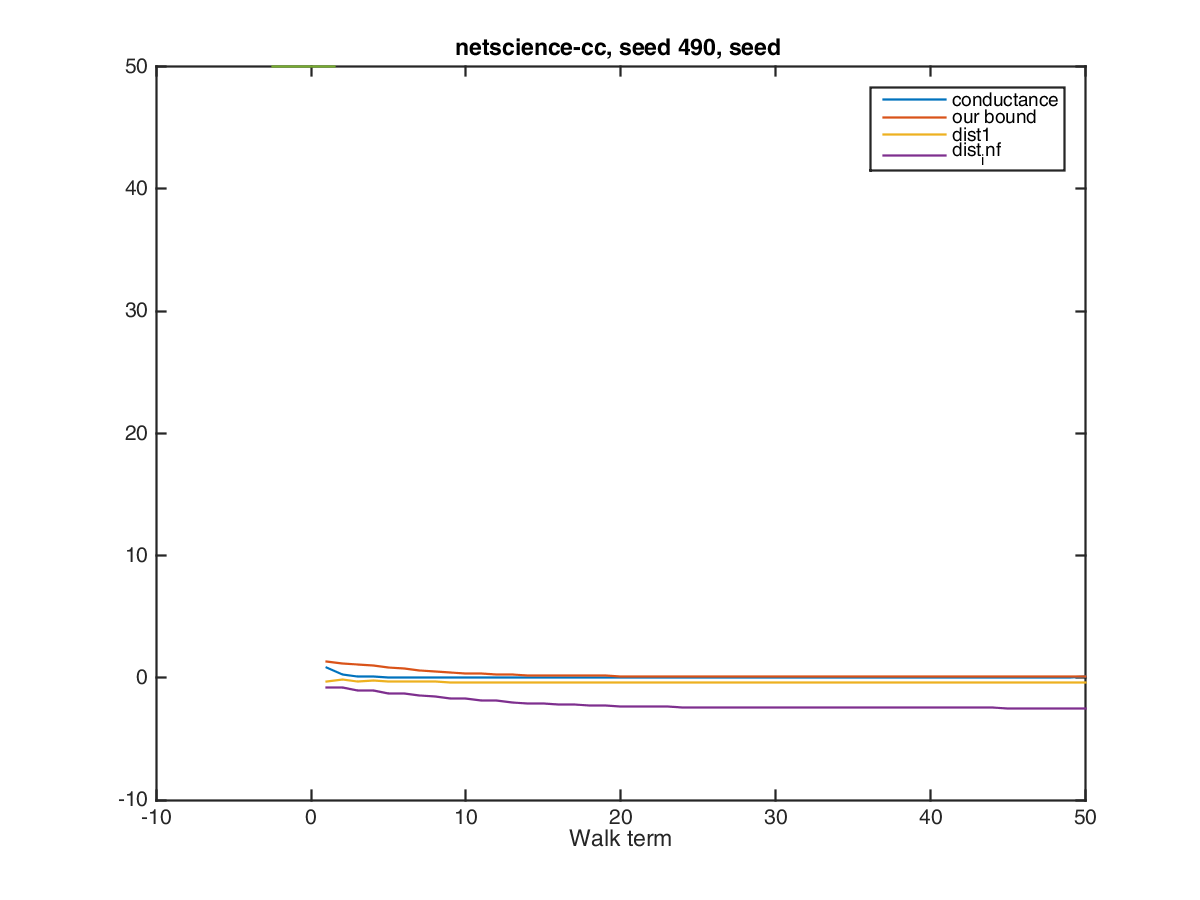 netscience-cc, seed 490, seed
50
40
30
20
10
0
-10
conductance
our bound
dist1
dist_inf
-10 0 10 20 30 40 50
Walk term